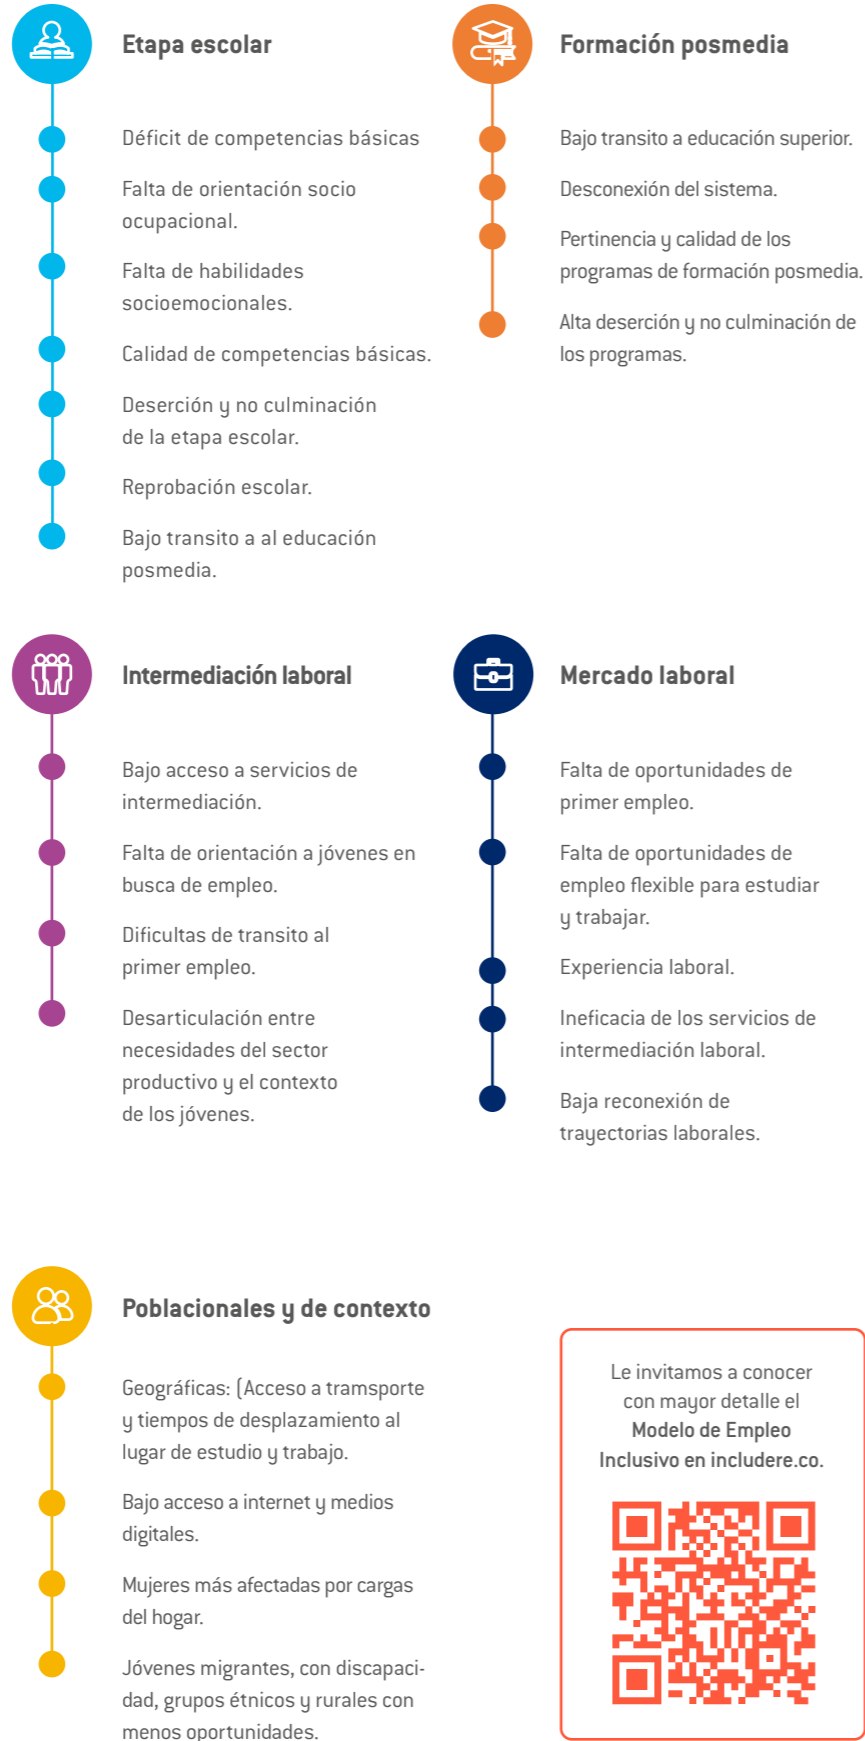 Etapa escolar
Déficit de competencias básicas
Falta de orientación socio
ocupacional.
Falta de habilidades
socioemocionales.
Calidad de competencias básicas.
Deserción y no culminación
de la etapa escolar.
Reprobación escolar.
Bajo transito a al educación
posmedia.
Formación posmedia
Bajo transito a educación superior.
Desconexión del sistema.
Pertinencia y calidad de los
programas de formación posmedia.
Alta deserción y no culminación de
los programas.
Intermediación laboral
Bajo acceso a servicios de
intermediación.
Falta de orientación a jóvenes en
busca de empleo.
Dificultas de transito al
primer empleo.
Desarticulación entre
necesidades del sector
productivo y el contexto
de los jóvenes.
Mercado laboral
Falta de oportunidades de
primer empleo.
Falta de oportunidades de
empleo flexible para estudiar
y trabajar.
Experiencia laboral.
Ineficacia de los servicios de
intermediación laboral.
Baja reconexión de
trayectorias laborales.
Poblacionales y de contexto
Geográficas: (Acceso a tramsporte
y tiempos de desplazamiento al
lugar de estudio y trabajo.
Bajo acceso a internet y medios
digitales.
Mujeres más afectadas por cargas
del hogar.
Jóvenes migrantes, con discapaci-
dad, grupos étnicos y rurales con
menos oportunidades.
Le invitamos a conocer
con mayor detalle el
Modelo de Empleo
Inclusivo en includere.co.